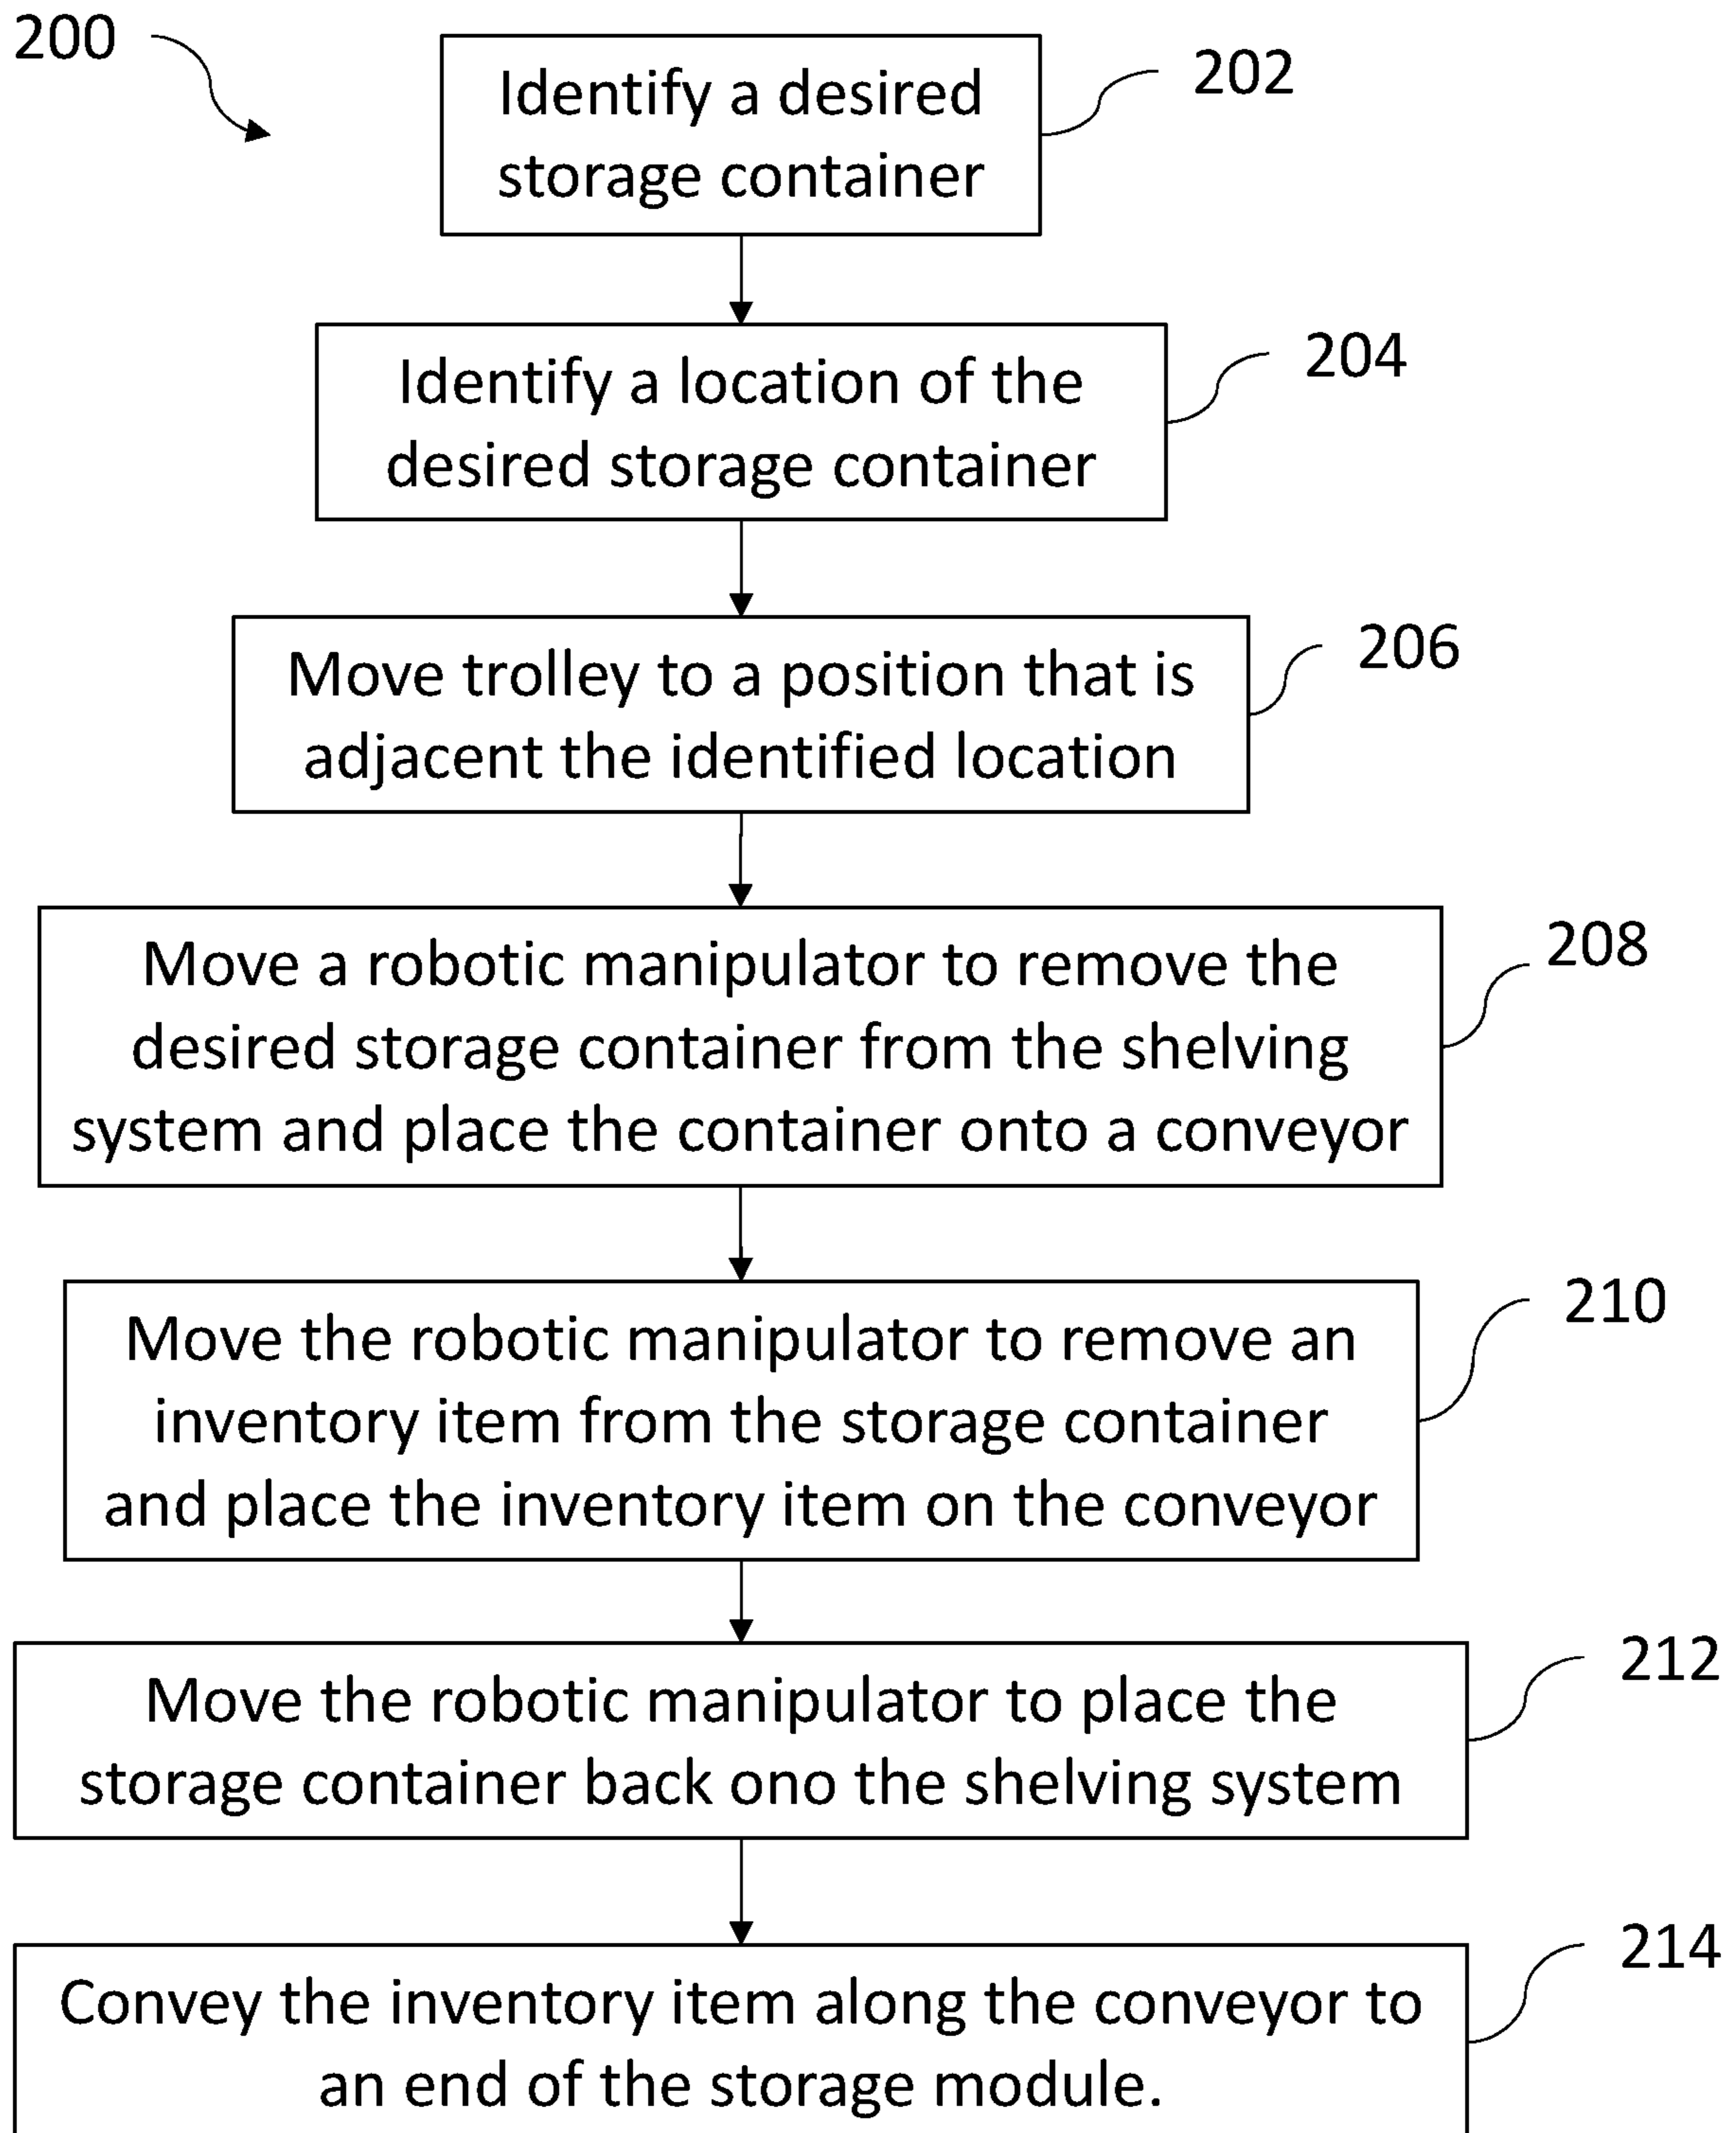 200
Identify a desired
storage container
202
Identify a location of the
desired storage container
204
Move trolley to a position that is
adjacent the identified location
206
Move a robotic manipulator to remove the
desired storage container from the shelving
system and place the container onto a conveyor
208
Move the robotic manipulator to remove an
inventory item from the storage container
and place the inventory item on the conveyor
210
Move the robotic manipulator to place the
storage container back ono the shelving system
212
Convey the inventory item along the conveyor to
an end of the storage module.
214